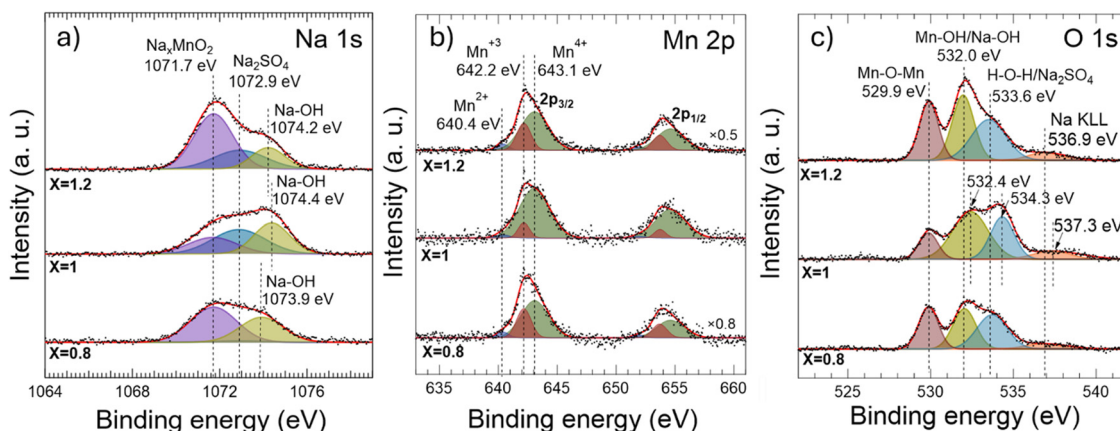 a)
Na 1s
NaₓMnO₂
1071.7 eV
Na₂SO₄
1072.9 eV
Na-OH
1074.2 eV
X=1.2
Na-OH
1074.4 eV
X=1
Na-OH
1073.9 eV
X=0.8
Intensity (a. u.)
1064
1068
1072
1076
Binding energy (eV)
b)
Mn 2p
Mn⁺³
642.2 eV
Mn⁴⁺
643.1 eV
Mn²⁺
640.4 eV
2p₃/₂
2p₁/₂
×0.5
X=1.2
X=1
×0.8
X=0.8
Intensity (a. u.)
635
640
645
650
655
660
Binding energy (eV)
c)
O 1s
Mn-OH/Na-OH
532.0 eV
Mn-O-Mn
529.9 eV
H-O-H/Na₂SO₄
533.6 eV
Na KLL
536.9 eV
X=1.2
532.4 eV
534.3 eV
537.3 eV
X=1
X=0.8
Intensity (a. u.)
525
530
535
540
Binding energy (eV)